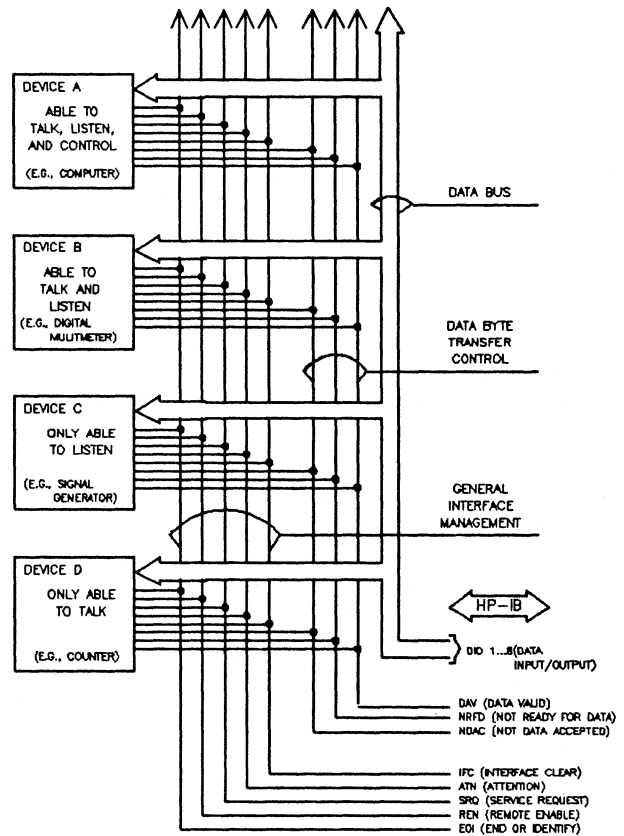 DEVICE A
ABLE TO
TALK, LISTEN,
AND CONTROL
(E.G., COMPUTER)
DATA BUS
DEVICE B
ABLE TO
TALK AND
LISTEN
(E.G., DIGITAL
MULITMETER)
DATA BYTE
TRANSFER
CONTROL
DEVICE C
ONLY ABLE
TO LISTEN
(E.G., SIGNAL
GENERATOR)
GENERAL
INTERFACE
MANAGEMENT
DEVICE D
ONLY ABLE
TO TALK
(E.G., COUNTER)
HP-IB
DIO 1...8(DATA
INPUT/OUTPUT)
DAV (DATA VALID)
NRFD (NOT READY FOR DATA)
NDAC (NOT DATA ACCEPTED)
IFC (INTERFACE CLEAR)
ATN (ATTENTION)
SRQ (SERVICE REQUEST)
REN (REMOTE ENABLE)
EOI (END OR IDENTIFY)